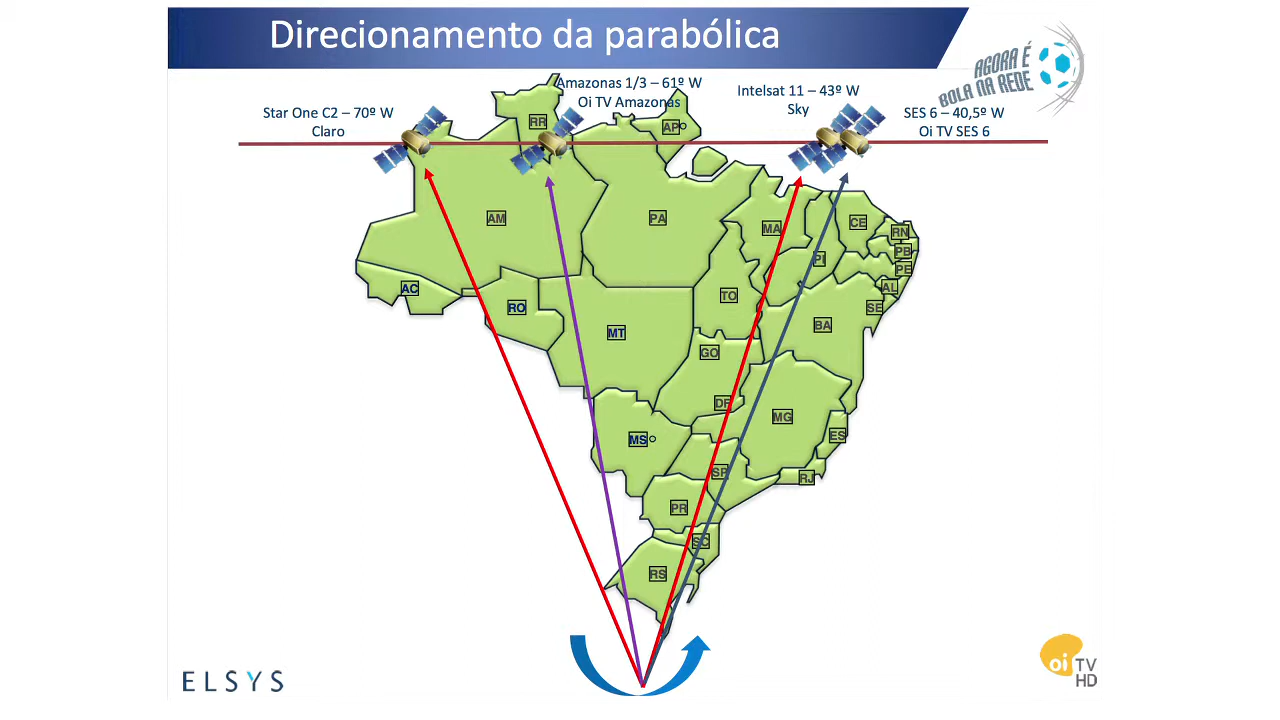 Direcionamento da parabólica
AGORA É
BOLA NA REDE
Amazonas 1/3 – 61º W
Oi TV Amazonas
Intelsat 11 – 43º W
Sky
Star One C2 – 70º W
Claro
SES 6 – 40,5º W
Oi TV SES 6
RR
AP
AM
PA
MA
CE
RN
PB
PE
PI
AL
SE
AC
RO
TO
MT
BA
GO
DF
MG
MS
ES
SP
RJ
PR
SC
RS
ELSYS
oi TV
HD